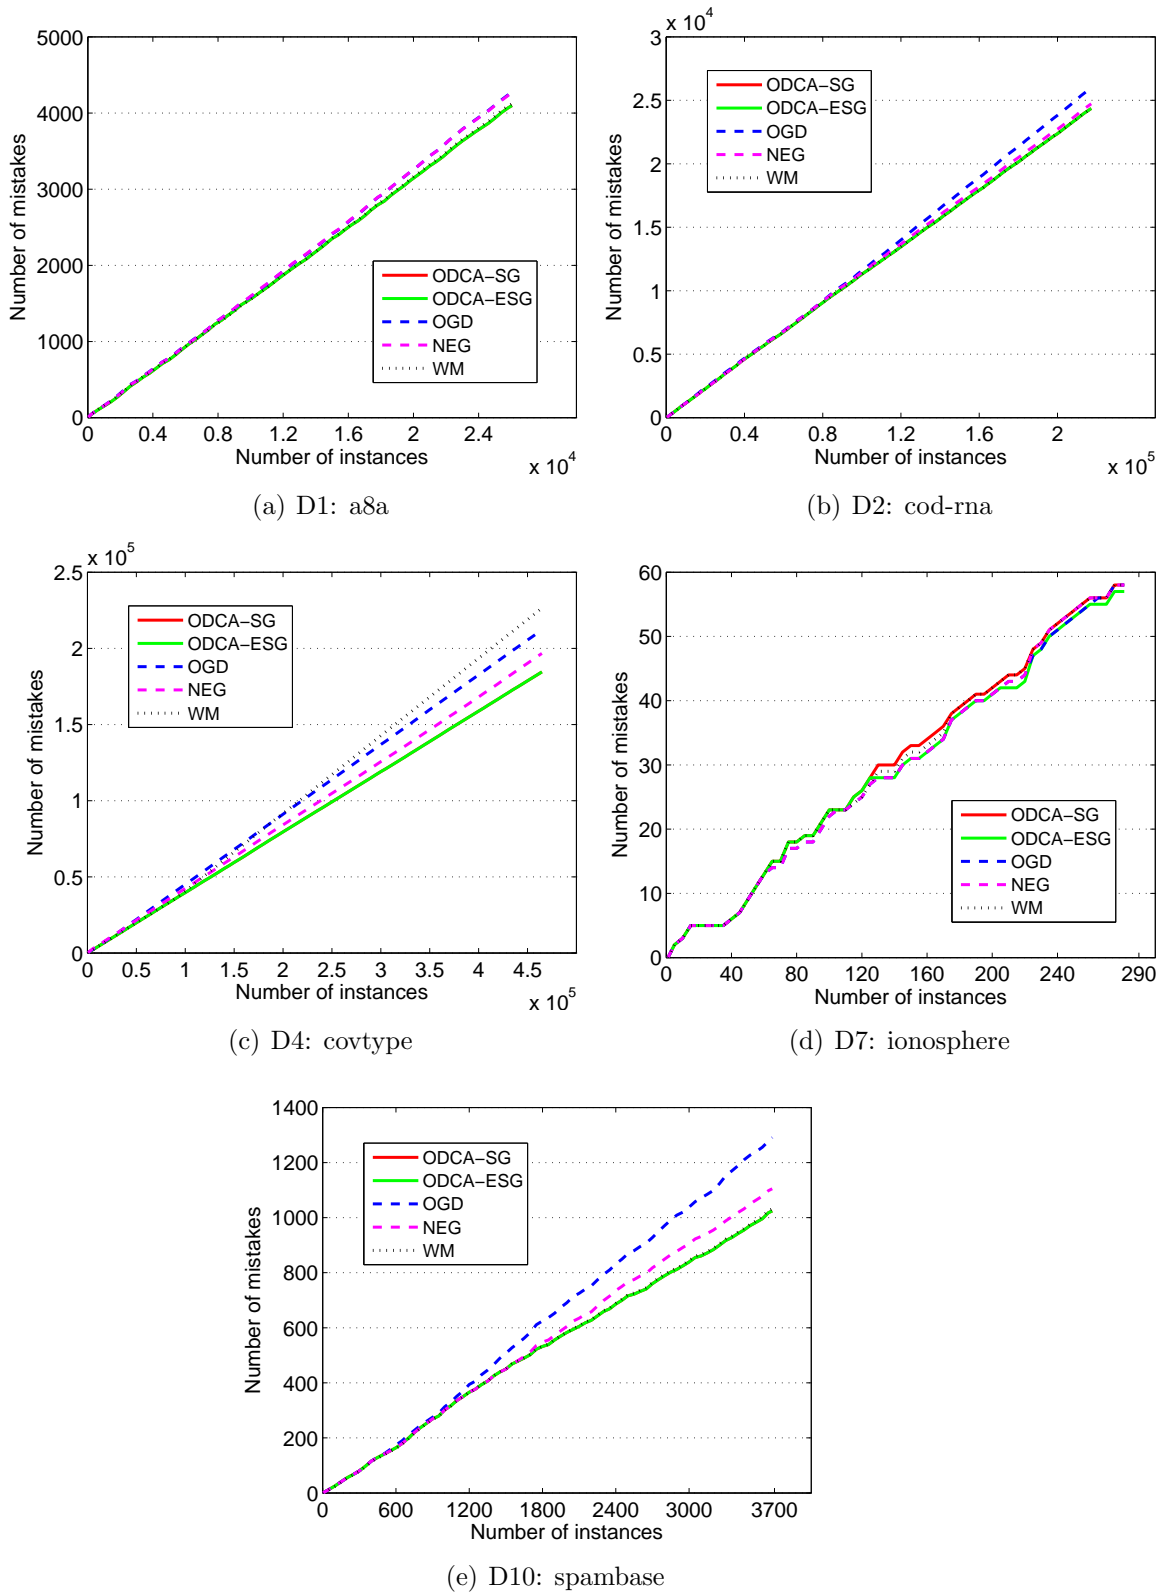 5000
4000
3000
2000
1000
0
Number of mistakes
0 0.4 0.8 1.2 1.6 2 2.4
Number of instances
x 10^4
ODCA−SG
ODCA−ESG
OGD
NEG
WM
(a) D1: a8a
x 10^4
3
2.5
2
1.5
1
0.5
0
Number of mistakes
ODCA−SG
ODCA−ESG
OGD
NEG
WM
0 0.4 0.8 1.2 1.6 2
Number of instances
x 10^5
(b) D2: cod-rna
x 10^5
2.5
2
1.5
1
0.5
0
Number of mistakes
ODCA−SG
ODCA−ESG
OGD
NEG
WM
0 0.5 1 1.5 2 2.5 3 3.5 4 4.5
Number of instances
x 10^5
(c) D4: covtype
60
50
40
30
20
10
0
Number of mistakes
ODCA−SG
ODCA−ESG
OGD
NEG
WM
0 40 80 120 160 200 240 290
Number of instances
(d) D7: ionosphere
1400
1200
1000
800
600
400
200
0
Number of mistakes
ODCA−SG
ODCA−ESG
OGD
NEG
WM
0 600 1200 1800 2400 3000 3700
Number of instances
(e) D10: spambase